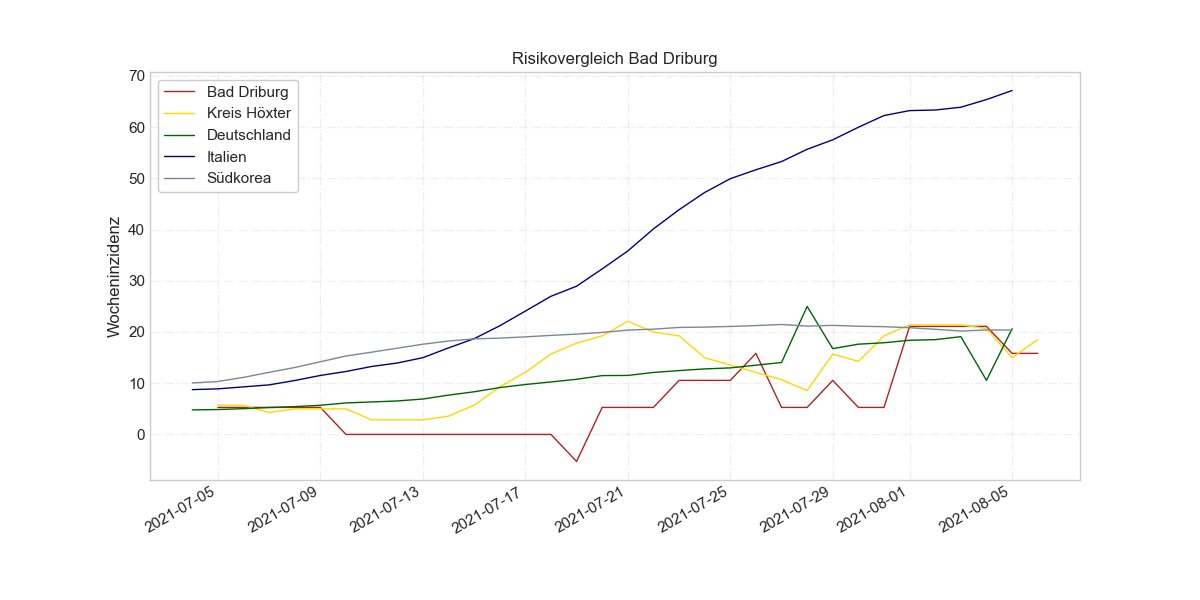 Risikovergleich Bad Driburg
Wocheninzidenz
70
60
50
40
30
20
10
0
Bad Driburg
Kreis Höxter
Deutschland
Italien
Südkorea
2021-07-05
2021-07-09
2021-07-13
2021-07-17
2021-07-21
2021-07-25
2021-07-29
2021-08-01
2021-08-05